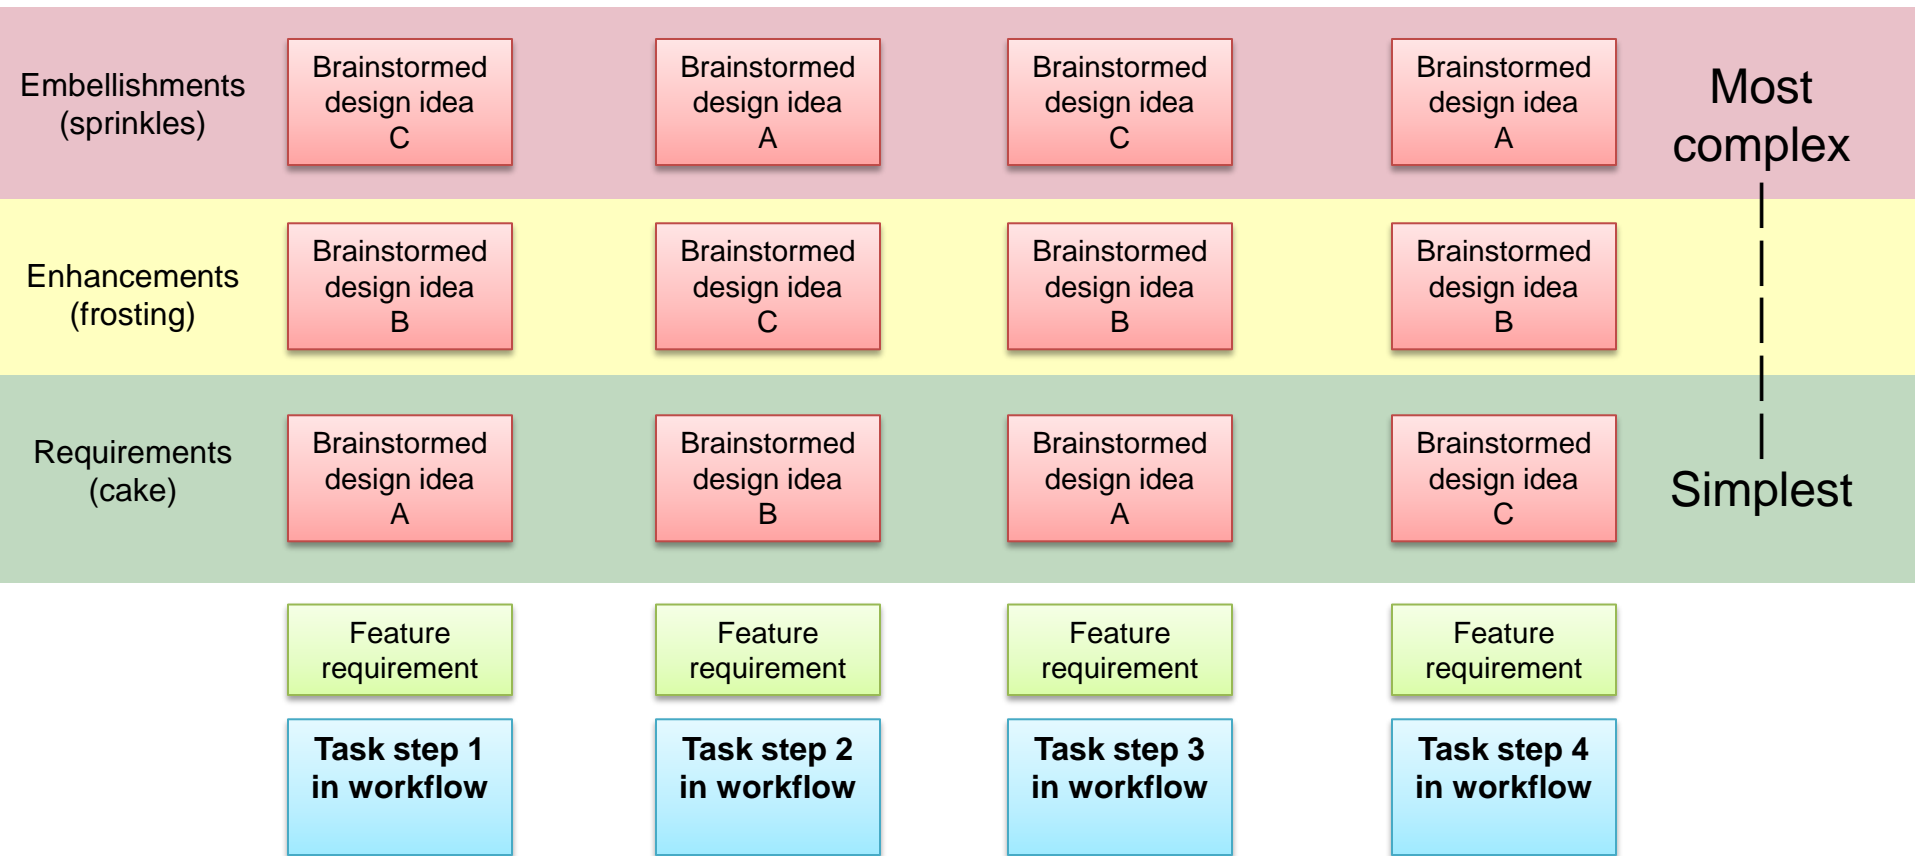 Embellishments
(sprinkles)
Brainstormed
design idea
C
Brainstormed
design idea
A
Brainstormed
design idea
C
Brainstormed
design idea
A
Most
complex
Enhancements
(frosting)
Brainstormed
design idea
B
Brainstormed
design idea
C
Brainstormed
design idea
B
Brainstormed
design idea
B
Requirements
(cake)
Brainstormed
design idea
A
Brainstormed
design idea
B
Brainstormed
design idea
A
Brainstormed
design idea
C
Simplest
Feature
requirement
Feature
requirement
Feature
requirement
Feature
requirement
Task step 1
in workflow
Task step 2
in workflow
Task step 3
in workflow
Task step 4
in workflow